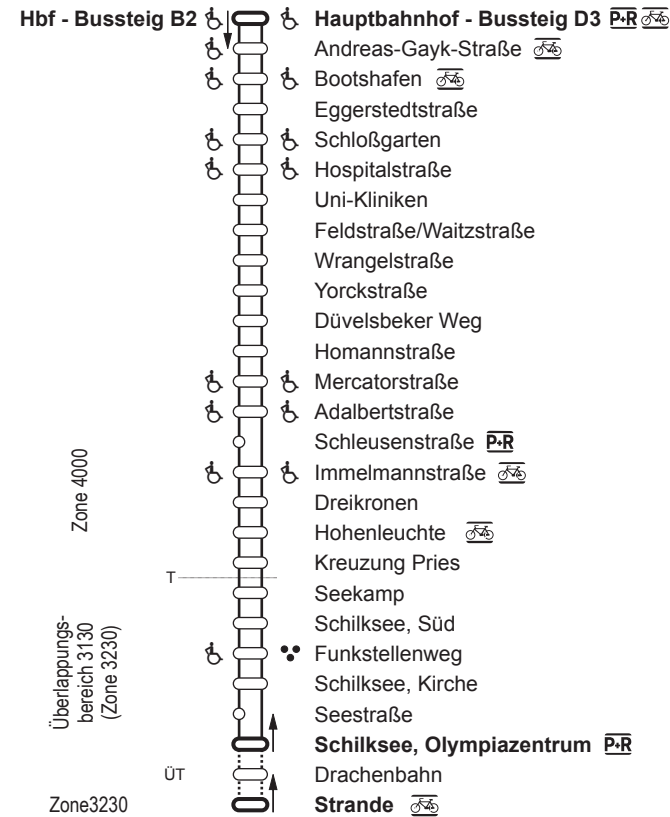 Hbf - Bussteig B2 Hauptbahnhof - Bussteig D3 P+R
Andreas-Gayk-Straße
Bootshafen
Eggerstedtstraße
Schloßgarten
Hospitalstraße
Uni-Kliniken
Feldstraße/Waitzstraße
Wrangelstraße
Yorckstraße
Düvelsbeker Weg
Homannstraße
Mercatorstraße
Adalbertstraße
Schleusenstraße P+R
Immelmannstraße
Dreikronen
Hohenleuchte
Kreuzung Pries
Zone 4000
T
Seekamp
Schilksee, Süd
Funkstellenweg
Schilksee, Kirche
Seestraße
Überlappungs-
bereich 3130
(Zone 3230)
Schilksee, Olympiazentrum P+R
ÜT Drachenbahn
Zone3230 Strande